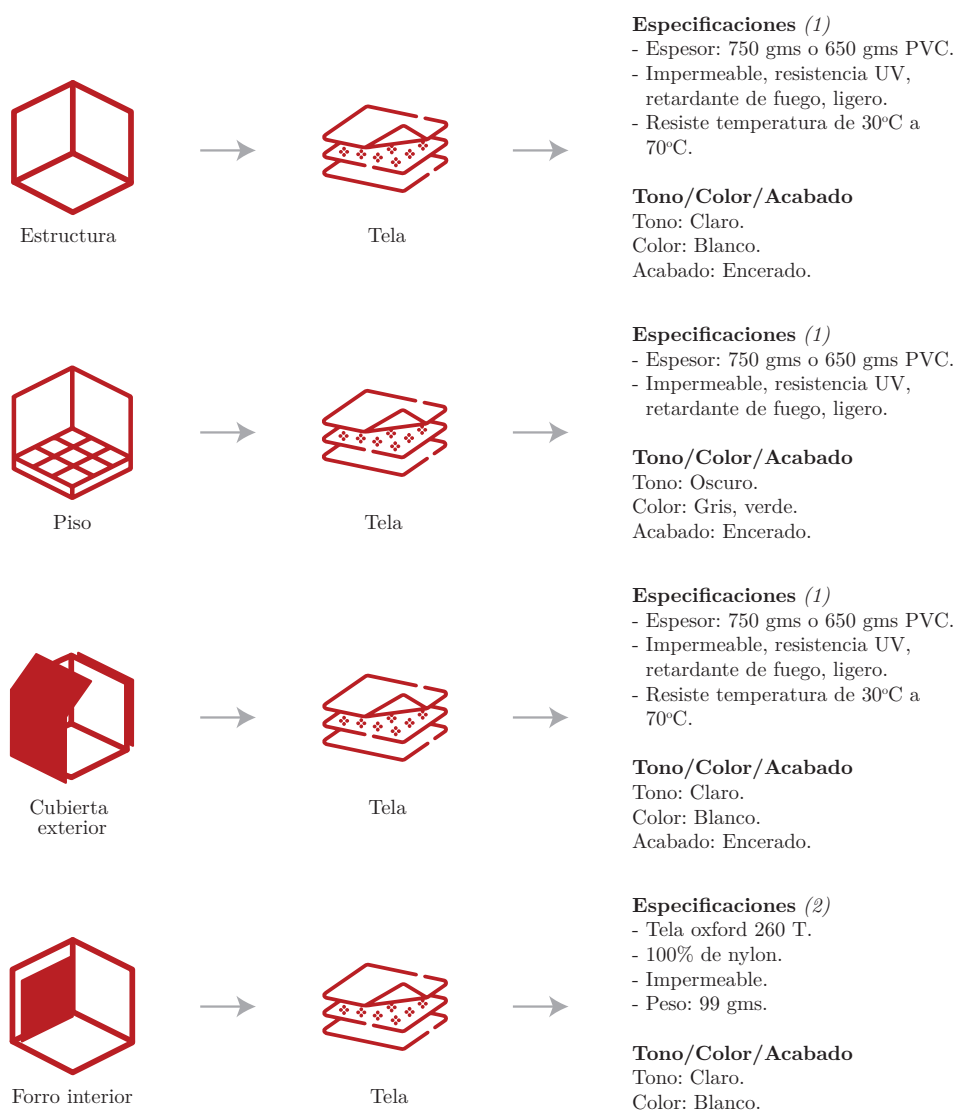 Especificaciones (1)
- Espesor: 750 gms o 650 gms PVC.
- Impermeable, resistencia UV,
retardante de fuego, ligero.
- Resiste temperatura de 30ºC a
70ºC.
Tono/Color/Acabado
Tono: Claro.
Color: Blanco.
Acabado: Encerado.
Estructura
Tela
Especificaciones (1)
- Espesor: 750 gms o 650 gms PVC.
- Impermeable, resistencia UV,
retardante de fuego, ligero.
Tono/Color/Acabado
Tono: Oscuro.
Color: Gris, verde.
Acabado: Encerado.
Piso
Tela
Especificaciones (1)
- Espesor: 750 gms o 650 gms PVC.
- Impermeable, resistencia UV,
retardante de fuego, ligero.
- Resiste temperatura de 30ºC a
70ºC.
Tono/Color/Acabado
Tono: Claro.
Color: Blanco.
Acabado: Encerado.
Cubierta
exterior
Tela
Especificaciones (2)
- Tela oxford 260 T.
- 100% de nylon.
- Impermeable.
- Peso: 99 gms.
Tono/Color/Acabado
Tono: Claro.
Color: Blanco.
Forro interior
Tela